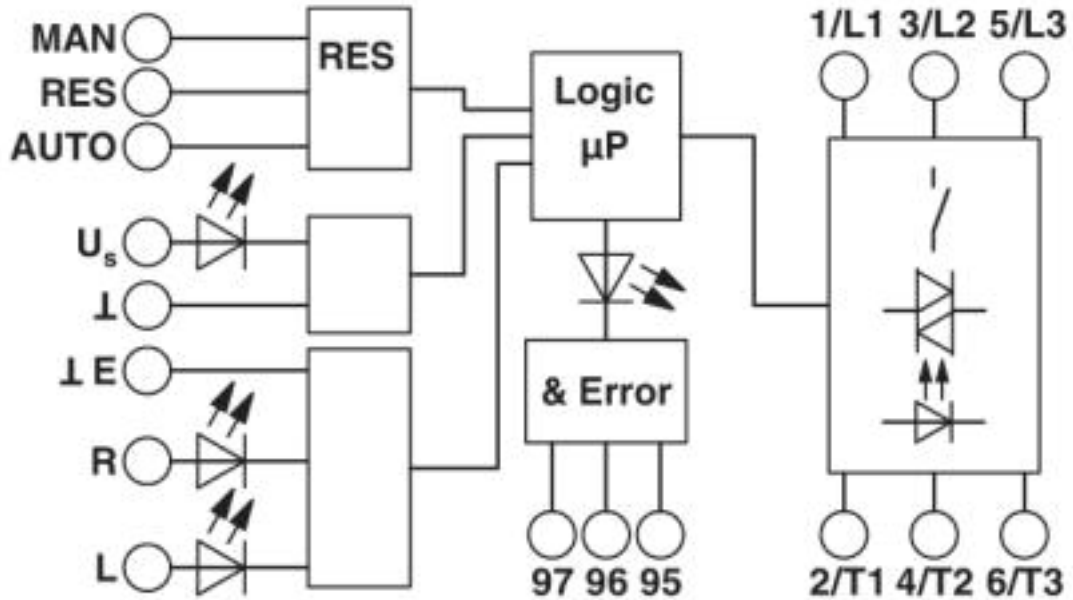 MAN
RES
AUTO
RES
Us
⊥
⊥ E
R
L
Logic
µP
& Error
97 96 95
1/L1 3/L2 5/L3
2/T1 4/T2 6/T3